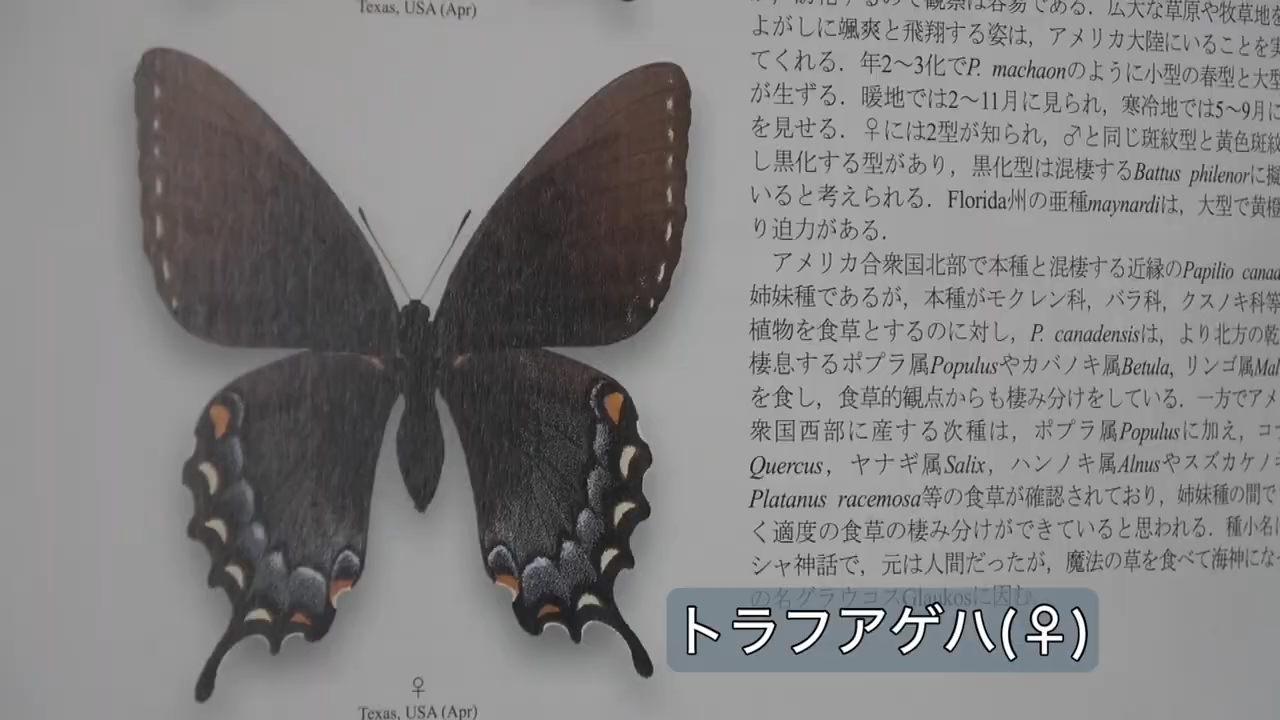 Texas, USA (Apr)
よがしに颯爽と飛翔する姿は，アメリカ大陸にいることを実
てくれる．年2〜3化でP. machaonのように小型の春型と大型
が生ずる．暖地では2〜11月に見られ，寒冷地では5〜9月に
を見せる．♀には2型が知られ，♂と同じ斑紋型と黄色斑紋
し黒化する型があり，黒化型は混棲するBattus philenorに擬
いると考えられる．Florida州の亜種maynardiは，大型で黄橙
り迫力がある．
アメリカ合衆国北部で本種と混棲する近縁のPapilio canad
姉妹種であるが，本種がモクレン科，バラ科，クスノキ科等
植物を食草とするのに対し，P. canadensisは，より北方の乾
棲息するポプラ属Populusやカバノキ属Betula, リンゴ属Mal
を食し，食草的観点からも棲み分けをしている．一方でアメ
衆国西部に産する次種は，ポプラ属Populusに加え，コナ
Quercus，ヤナギ属Salix，ハンノキ属Alnusやスズカケノキ
Platanus racemosa等の食草が確認されており，姉妹種の間で
く適度の食草の棲み分けができていると思われる．種小名
シャ神話で，元は人間だったが，魔法の草を食べて海神にな
の名グラウコスGlaukosに因む．
トラフアゲハ(♀)
♀
Texas, USA (Apr)